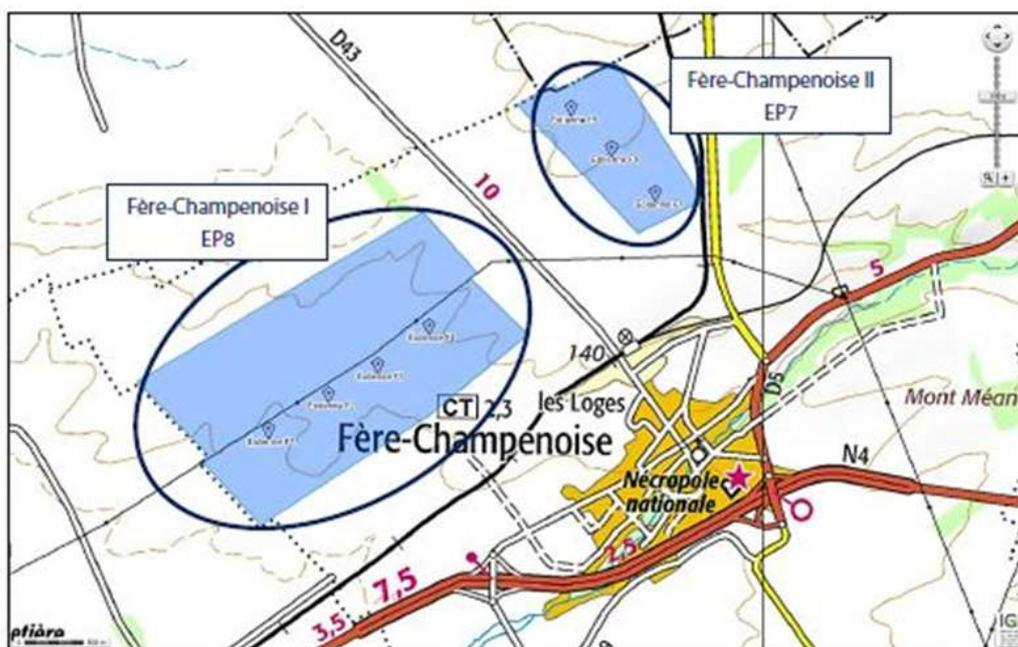 D43
Fère-Champenoise II
EP7
10
Fère-Champenoise I
EP8
5
140
CT 2,3
les Loges
D5
Mont Méan
Fère-Champenoise
N4
Nécropole
nationale
2,5
7,5
3,5
IG